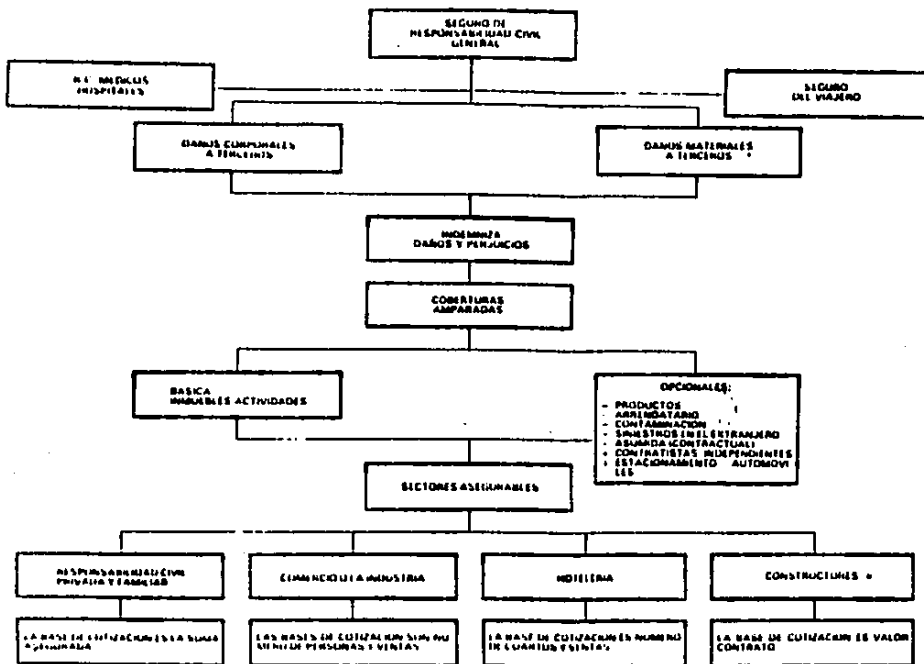 SEGURO DE
RESPONSABILIDAD CIVIL
GENERAL
R.C. MEDICOS
HOSPITALES
SEGURO
DEL VIAJERO
DAÑOS CORPORALES
A TERCEROS
DAÑOS MATERIALES
A TERCEROS
INDEMNIZA
DAÑOS Y PERJUICIOS
COBERTURAS
AMPARADAS
BASICA
INMUEBLES ACTIVIDADES
OPCIONALES:
- PRODUCTOS
- ARRENDATARIO
- CONTAMINACION
- SINIESTROS EN EL EXTRANJERO
- ASUMIDA (CONTRACTUAL)
+ CONTRATISTAS INDEPENDIENTES
+ ESTACIONAMIENTO AUTOMOVI
LES
SECTORES ASEGURABLES
RESPONSABILIDAD CIVIL
PRIVADA Y FAMILIAR
COMERCIO O LA INDUSTRIA
HOTELERIA
CONSTRUCTORES
LA BASE DE COTIZACION ES LA SUMA
ASEGURADA
LAS BASES DE COTIZACION SON NO
MERO DE PERSONAS Y VENTAS
LA BASE DE COTIZACION ES NUMERO
DE CUARTOS Y VENTAS
LA BASE DE COTIZACION ES VALOR
CONTRATO